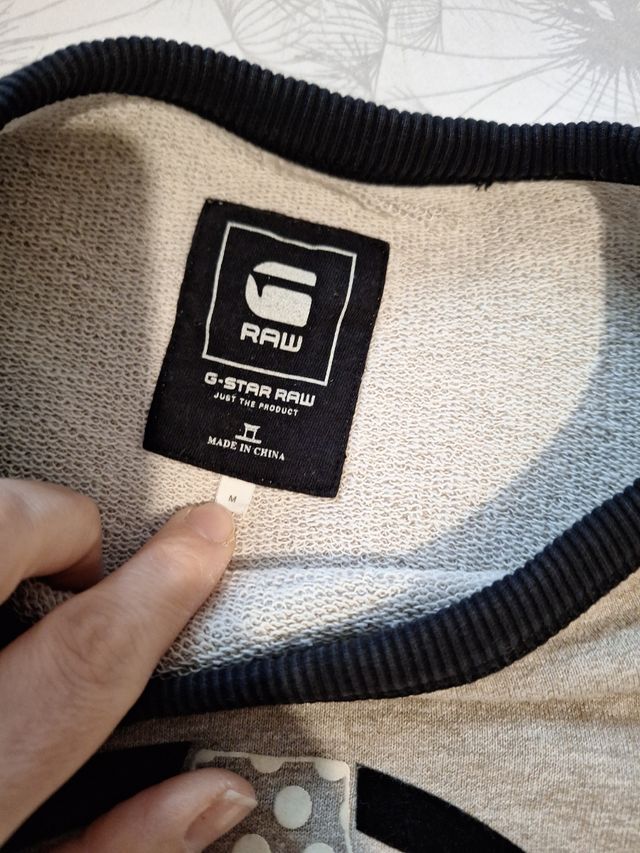 RAW
G-STAR RAW
JUST THE PRODUCT
MADE IN CHINA
M